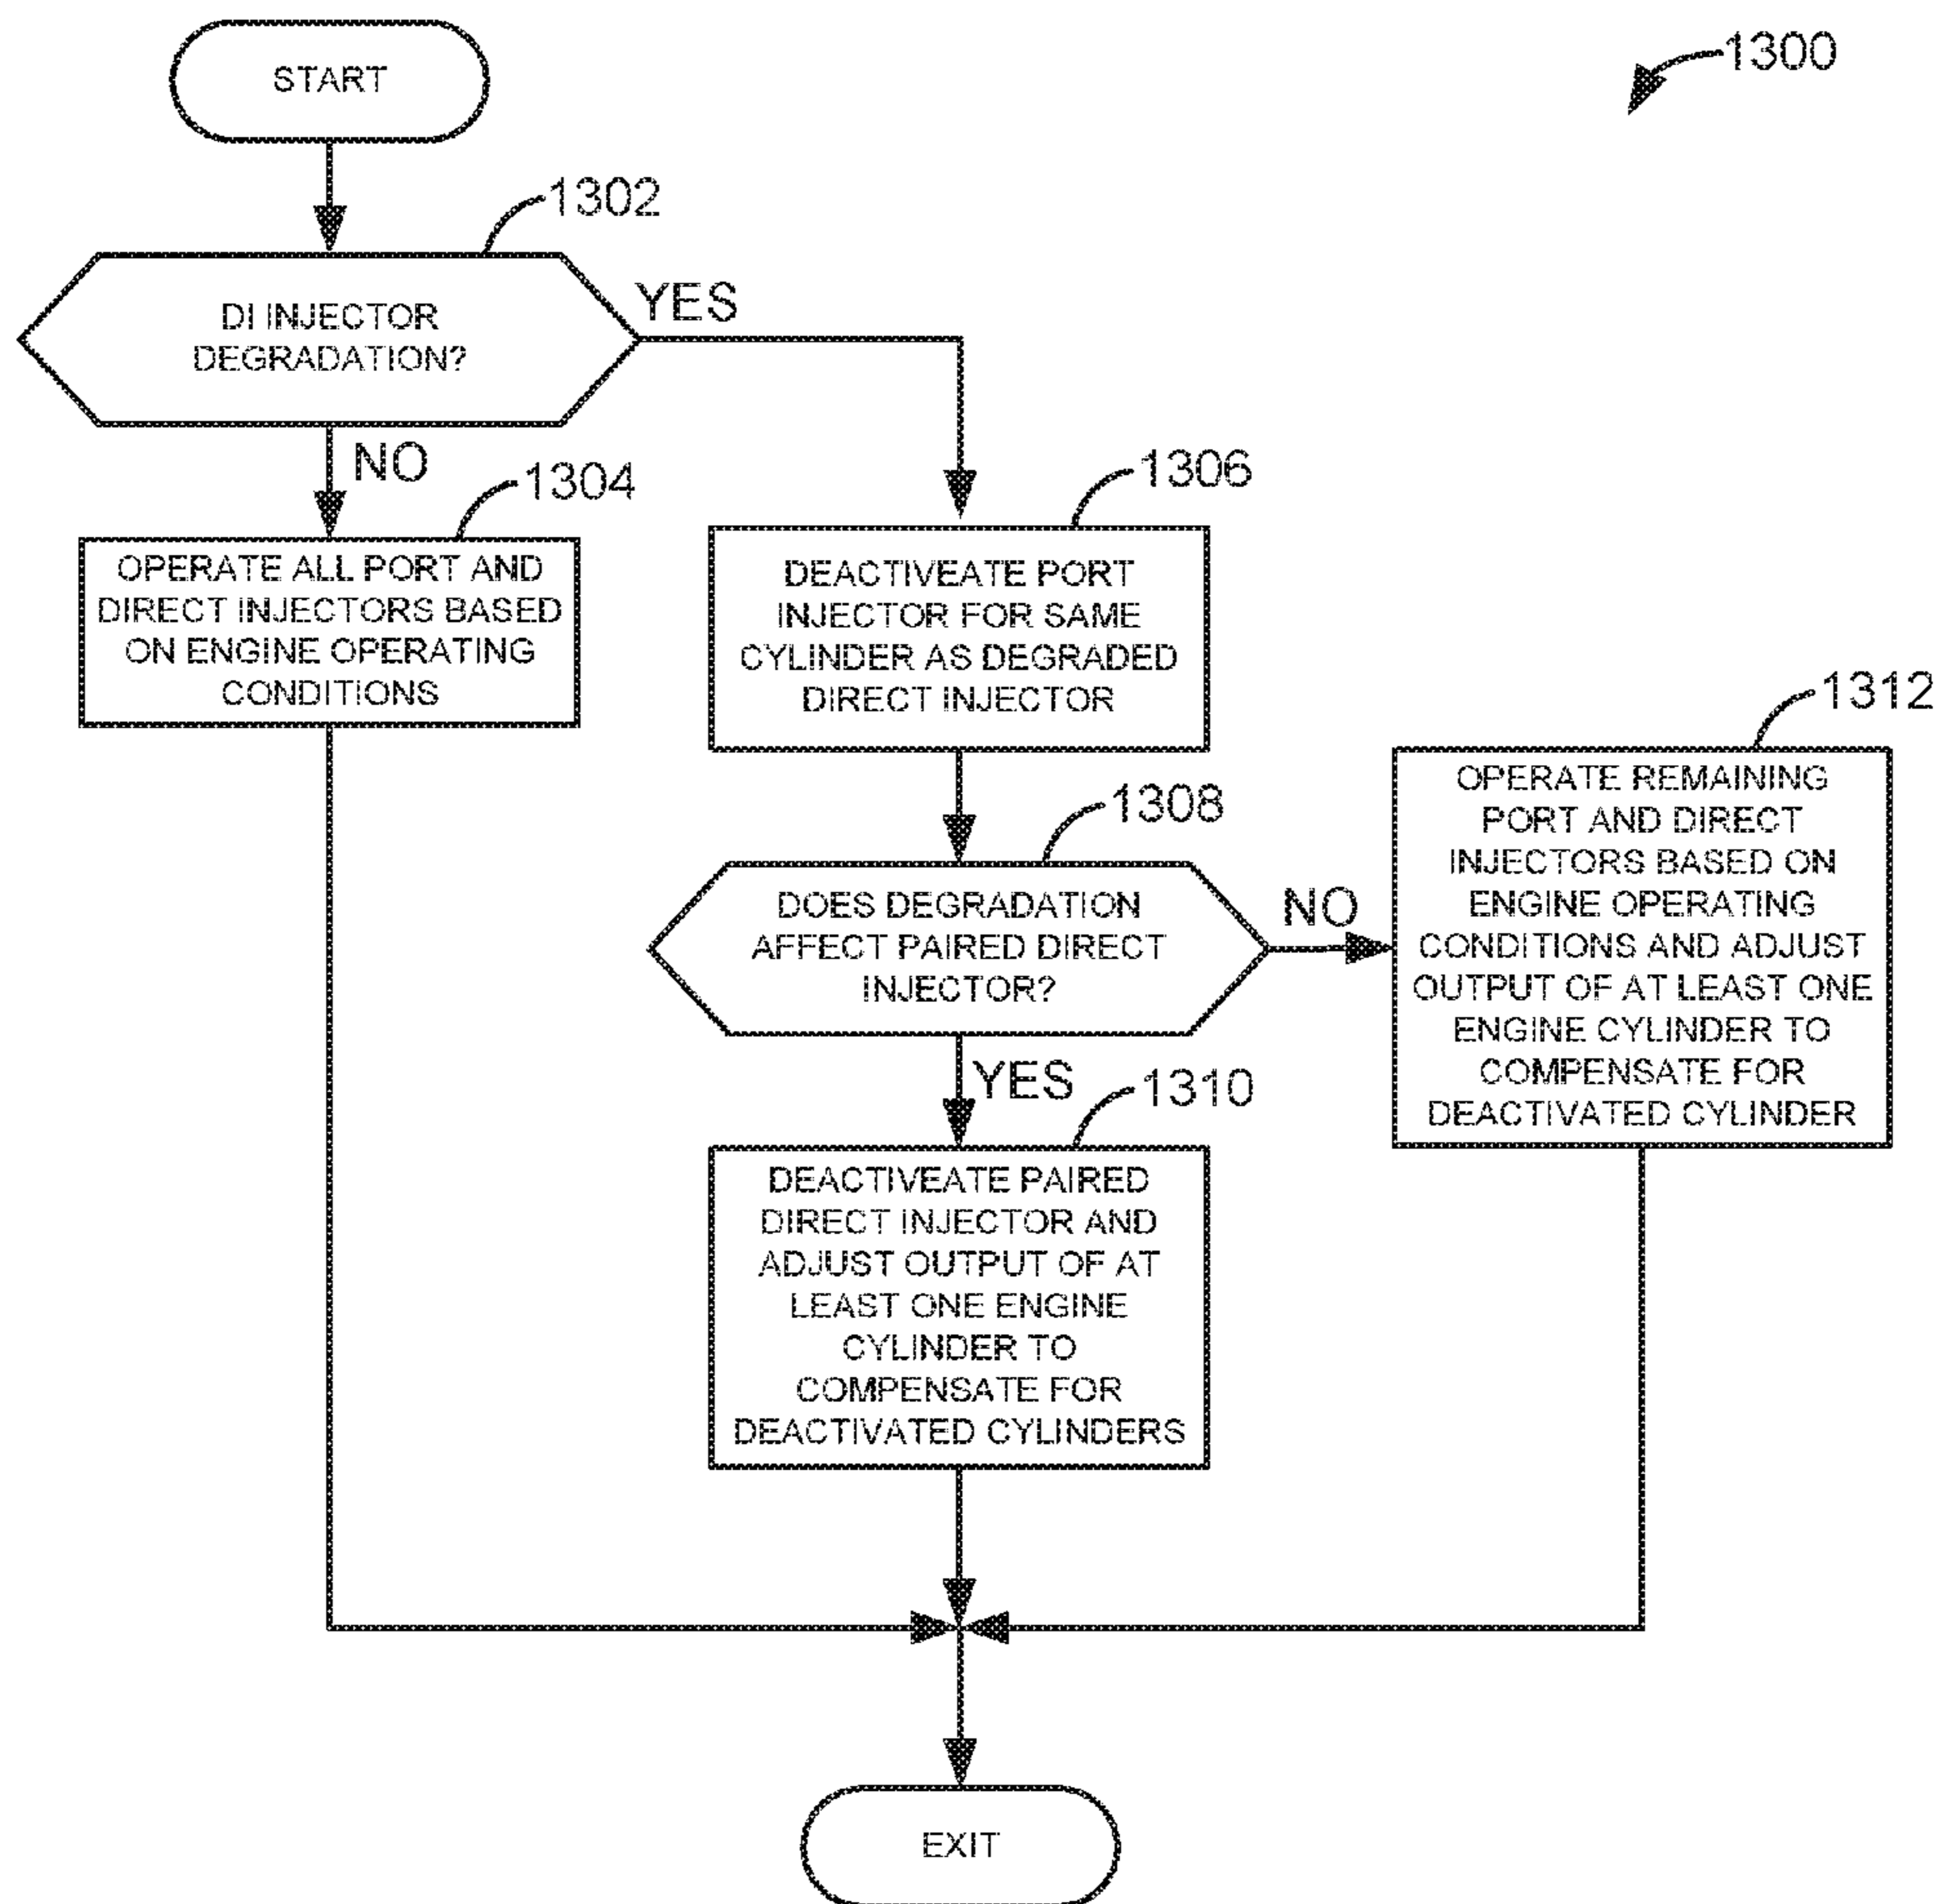 START
1300
1302
DI INJECTOR
DEGRADATION?
YES
NO
1304
OPERATE ALL PORT AND
DIRECT INJECTORS BASED
ON ENGINE OPERATING
CONDITIONS
1306
DEACTIVEATE PORT
INJECTOR FOR SAME
CYLINDER AS DEGRADED
DIRECT INJECTOR
1308
DOES DEGRADATION
AFFECT PAIRED DIRECT
INJECTOR?
NO
1312
OPERATE REMAINING
PORT AND DIRECT
INJECTORS BASED ON
ENGINE OPERATING
CONDITIONS AND ADJUST
OUTPUT OF AT LEAST ONE
ENGINE CYLINDER TO
COMPENSATE FOR
DEACTIVATED CYLINDER
YES
1310
DEACTIVEATE PAIRED
DIRECT INJECTOR AND
ADJUST OUTPUT OF AT
LEAST ONE ENGINE
CYLINDER TO
COMPENSATE FOR
DEACTIVATED CYLINDERS
EXIT